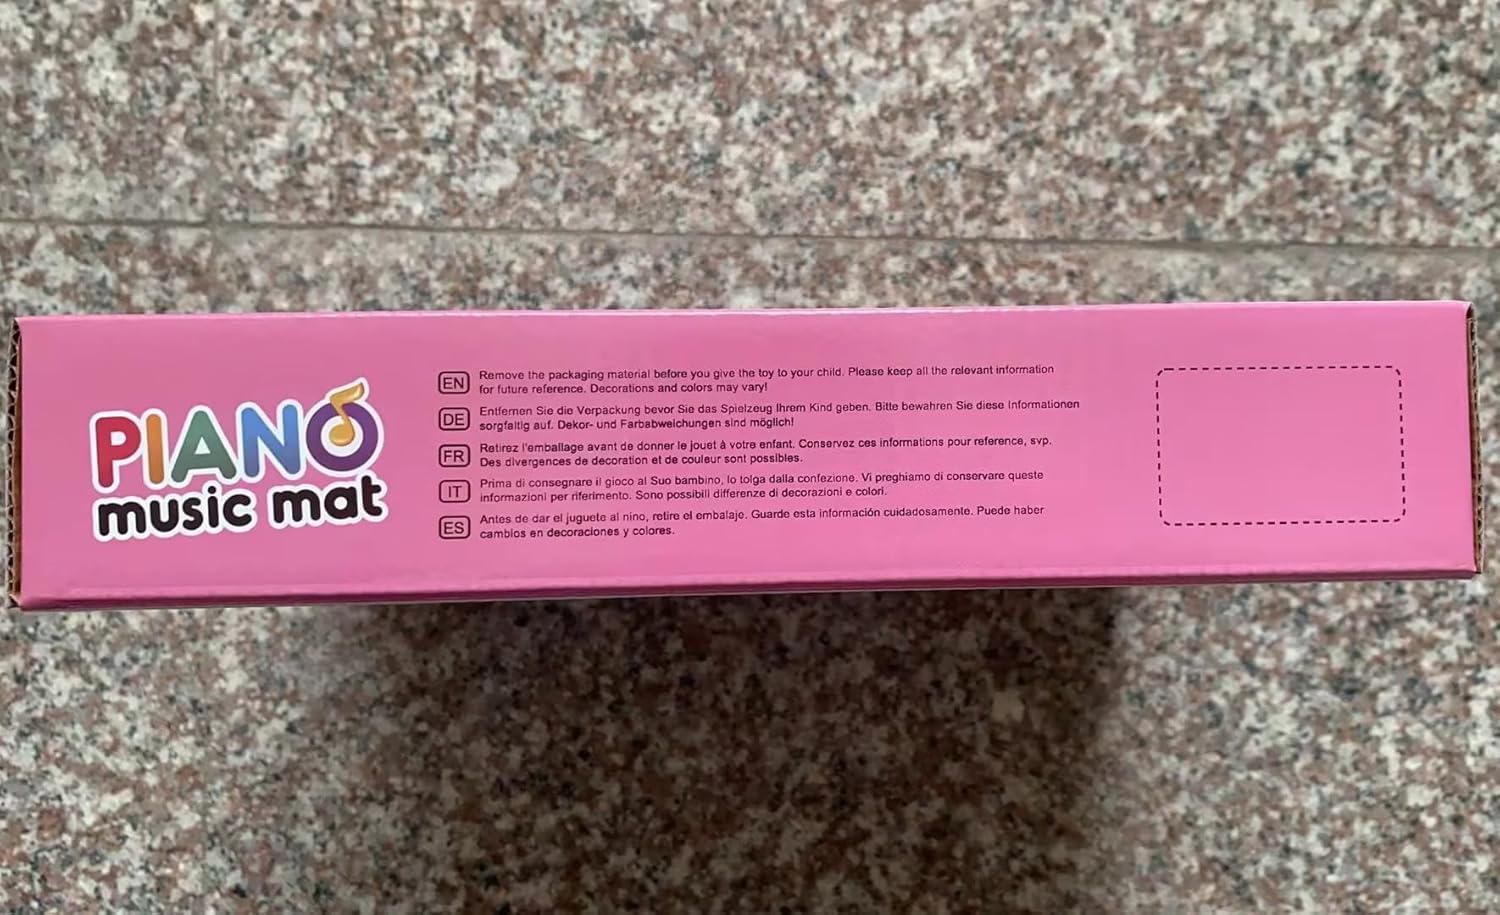 PIANO
music mat
EN
Remove the packaging material before you give the toy to your child. Please keep all the relevant information
for future reference. Decorations and colors may vary!
DE
Entfernen Sie die Verpackung bevor Sie das Spielzeug Ihrem Kind geben. Bitte bewahren Sie diese Informationen
sorgfaltig auf. Dekor- und Farbabweichungen sind möglich!
FR
Retirez l'emballage avant de donner le jouet à votre enfant. Conservez ces informations pour reference, svp.
Des divergences de decoration et de couleur sont possibles.
IT
Prima di consegnare il gioco al Suo bambino, lo tolga dalla confezione. Vi preghiamo di conservare queste
informazioni per riferimento. Sono possibili differenze di decorazioni e colori.
ES
Antes de dar el juguete al nino, retire el embalaje. Guarde esta información cuidadosamente. Puede haber
cambios en decoraciones y colores.